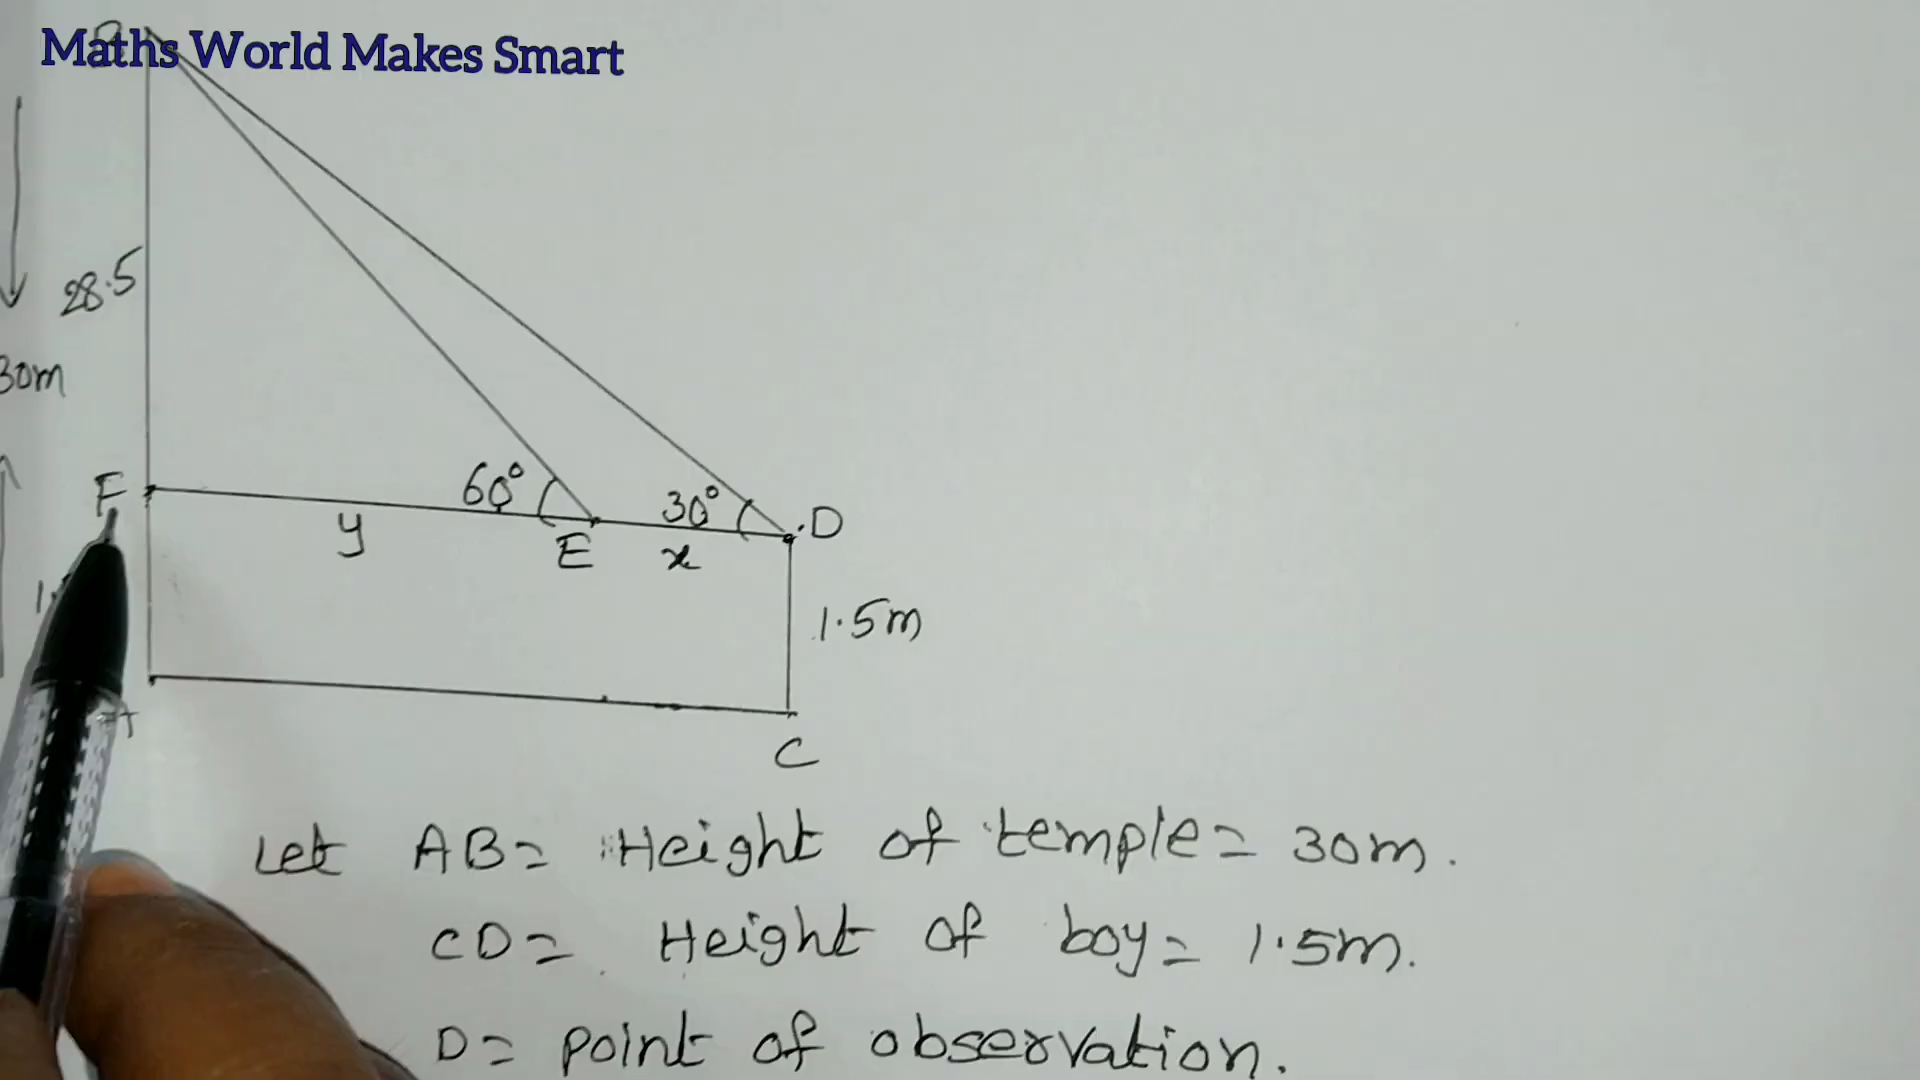 Maths World Makes Smart
28.5
30m
F
60°
30°
.D
y
E
x
1.5m
C
Let AB= Height of temple= 30m.
CD= Height of boy= 1.5m.
D= point of observation.